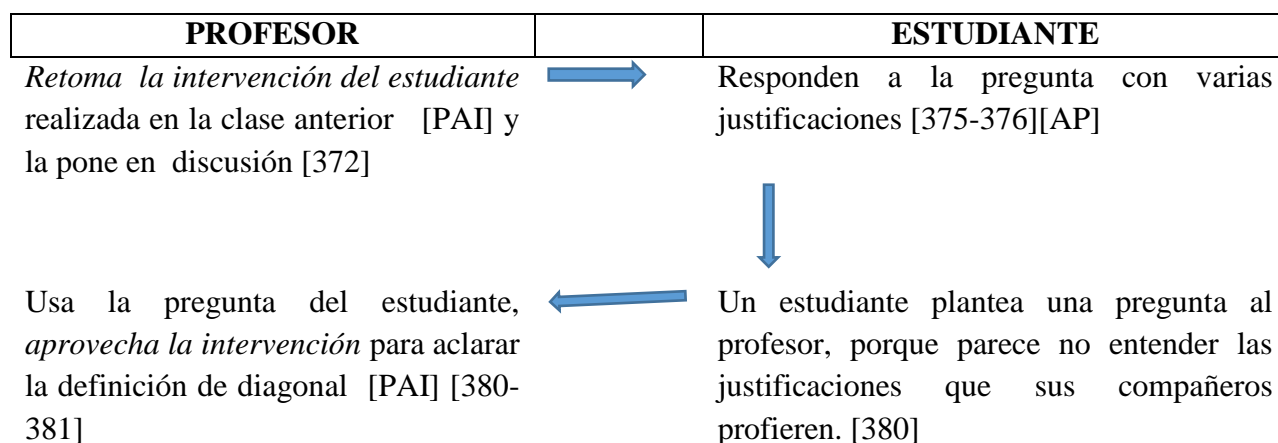 PROFESOR
ESTUDIANTE
Retoma la intervención del estudiante
realizada en la clase anterior [PAI] y
la pone en discusión [372]
Responden a la pregunta con varias
justificaciones [375-376][AP]
Usa la pregunta del estudiante,
aprovecha la intervención para aclarar
la definición de diagonal [PAI] [380-
381]
Un estudiante plantea una pregunta al
profesor, porque parece no entender las
justificaciones que sus compañeros
profieren. [380]